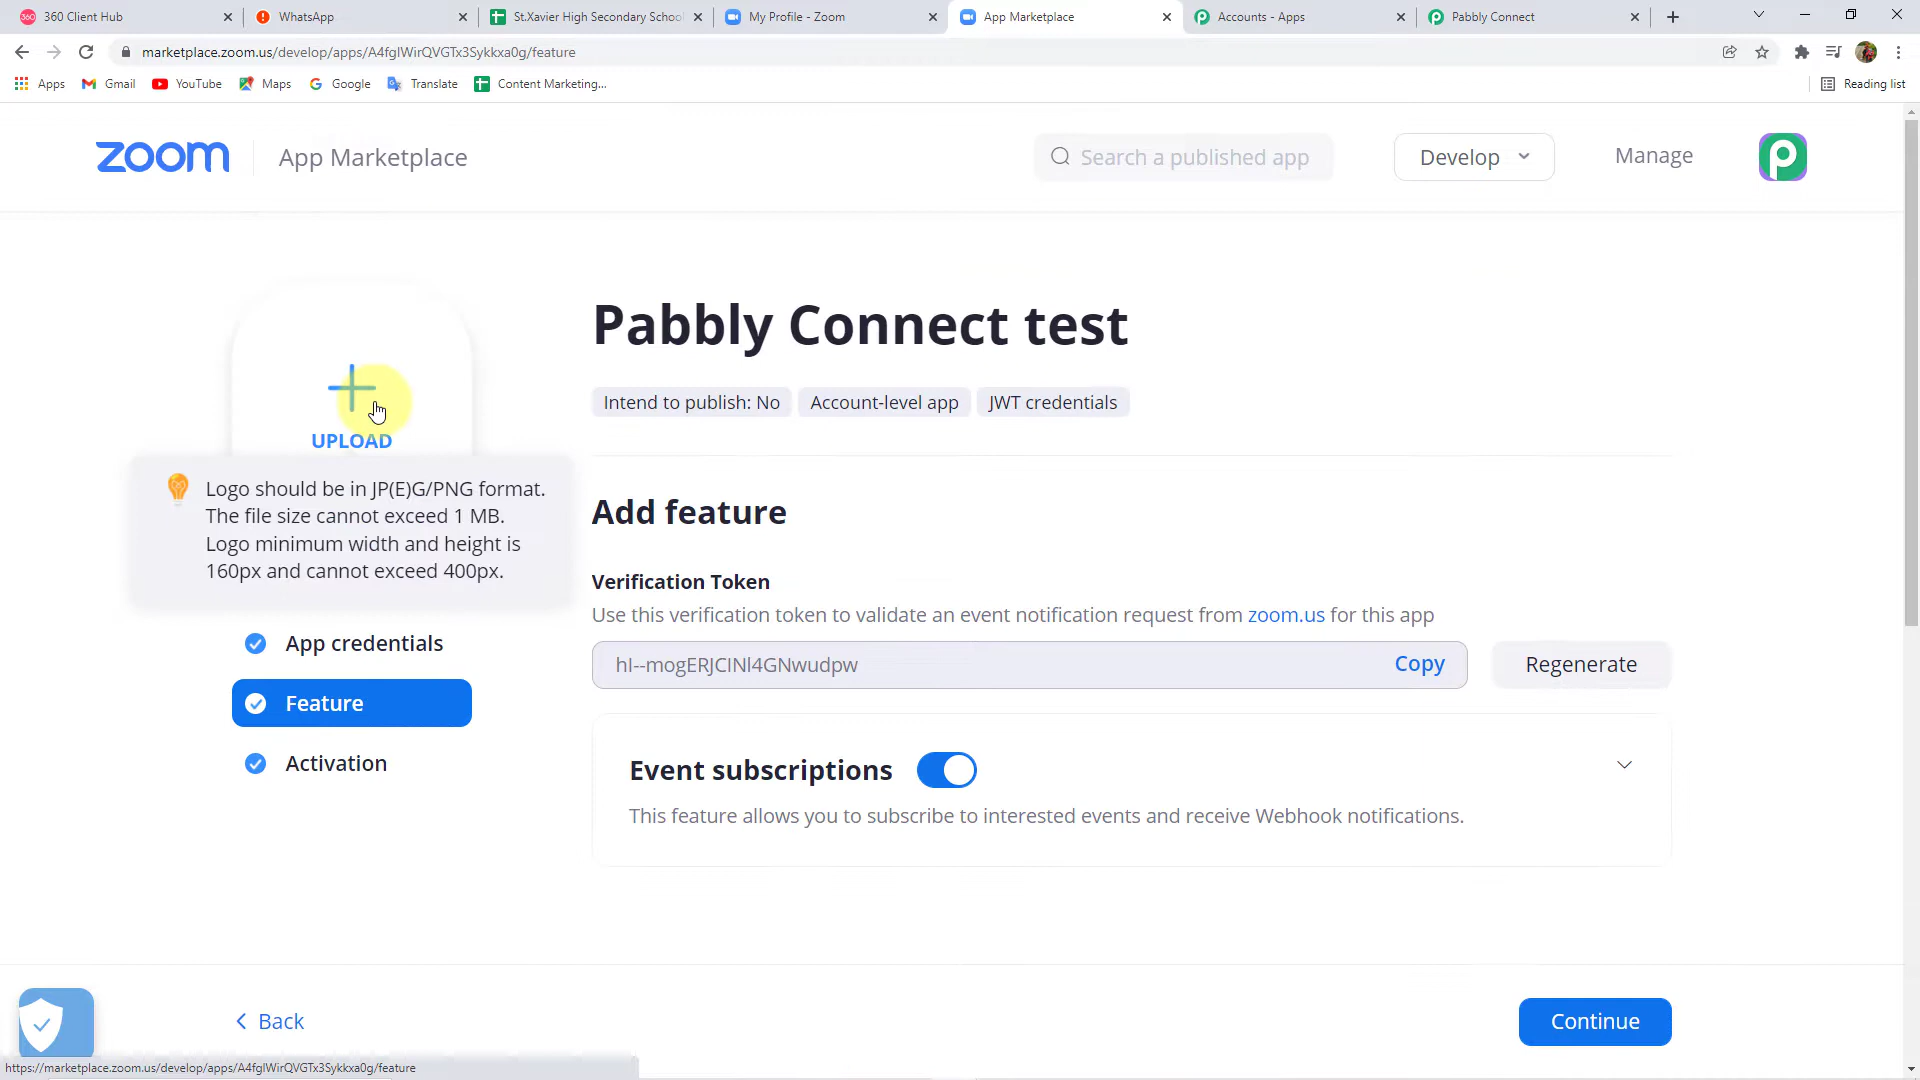 360 Client Hub
WhatsApp
St.Xavier High Secondary School
My Profile - Zoom
App Marketplace
Accounts - Apps
Pabbly Connect
marketplace.zoom.us/develop/apps/A4fglWirQVGTx3Sykkxa0g/feature
Apps
Gmail
YouTube
Maps
Google
Translate
Content Marketing...
Reading list
zoom
App Marketplace
Search a published app
Develop
Manage
Pabbly Connect test
Intend to publish: No
Account-level app
JWT credentials
UPLOAD
Logo should be in JP(E)G/PNG format.
The file size cannot exceed 1 MB.
Logo minimum width and height is
160px and cannot exceed 400px.
App credentials
Feature
Activation
Add feature
Verification Token
Use this verification token to validate an event notification request from zoom.us for this app
hI--mogERJCINl4GNwudpw
Copy
Regenerate
Event subscriptions
This feature allows you to subscribe to interested events and receive Webhook notifications.
Back
Continue
https://marketplace.zoom.us/develop/apps/A4fglWirQVGTx3Sykkxa0g/feature